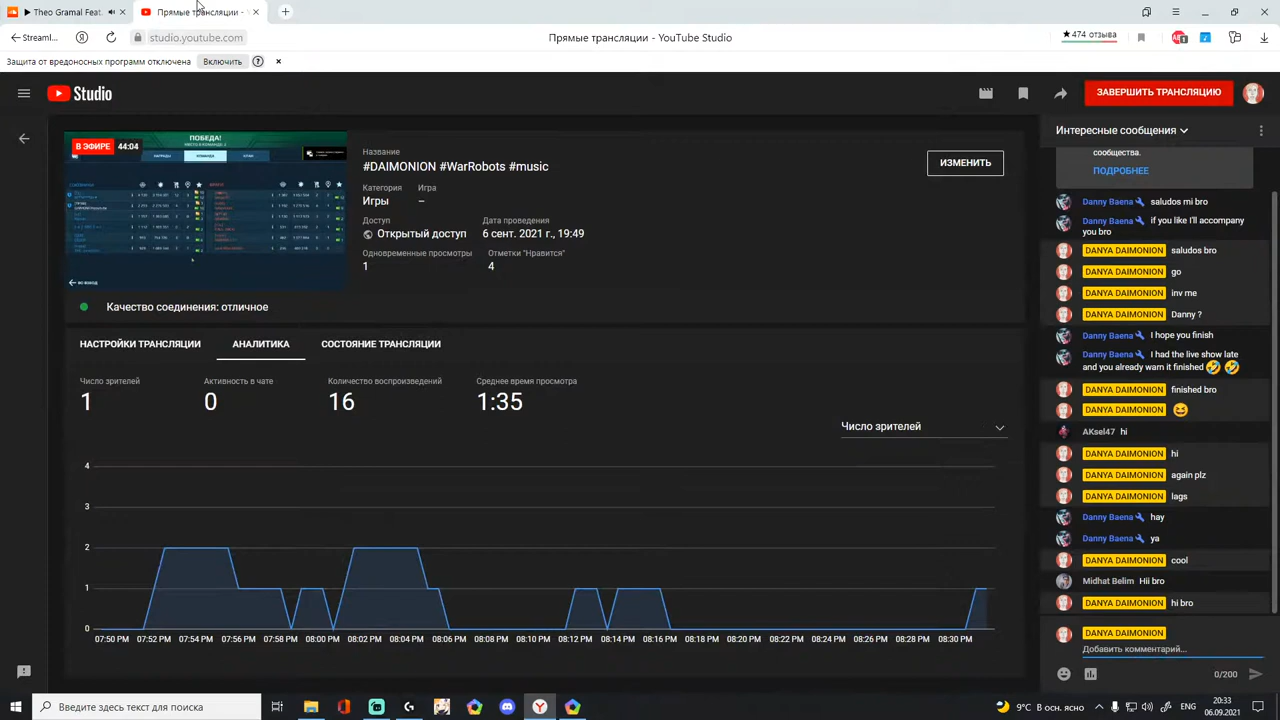 Theo Gramal Feat.
Прямые трансляции -
Streaml...
studio.youtube.com
Прямые трансляции - YouTube Studio
★474 отзыва
Защита от вредоносных программ отключена
Включить
Studio
ЗАВЕРШИТЬ ТРАНСЛЯЦИЮ
В ЭФИРЕ 44:04
ПОБЕДА!
НАГРАДЫ
КОМАНДА
Название
#DAIMONION #WarRobots #music
ИЗМЕНИТЬ
Категория
Игра
Игры
–
Доступ
Дата проведения
Открытый доступ
6 сент. 2021 г., 19:49
Одновременные просмотры
Отметки "Нравится"
1
4
Качество соединения: отличное
НАСТРОЙКИ ТРАНСЛЯЦИИ
АНАЛИТИКА
СОСТОЯНИЕ ТРАНСЛЯЦИИ
Число зрителей
Активность в чате
Количество воспроизведений
Среднее время просмотра
1
0
16
1:35
Число зрителей
4
3
2
1
0
07:50 PM 07:52 PM 07:54 PM 07:56 PM 07:58 PM 08:00 PM 08:02 PM 08:04 PM 08:06 PM 08:08 PM 08:10 PM 08:12 PM 08:14 PM 08:16 PM 08:18 PM 08:20 PM 08:22 PM 08:24 PM 08:26 PM 08:28 PM 08:30 PM
Интересные сообщения
сообщества.
ПОДРОБНЕЕ
Danny Baena saludos mi bro
Danny Baena if you like I'll accompany
you bro
DANYA DAIMONION saludos bro
DANYA DAIMONION go
DANYA DAIMONION inv me
DANYA DAIMONION Danny ?
Danny Baena I hope you finish
Danny Baena I had the live show late
and you already warn it finished 🤣 🤣
DANYA DAIMONION finished bro
DANYA DAIMONION 😆
AKsel47 hi
DANYA DAIMONION hi
DANYA DAIMONION again plz
DANYA DAIMONION lags
Danny Baena hay
Danny Baena ya
DANYA DAIMONION cool
Midhat Belim Hii bro
DANYA DAIMONION hi bro
DANYA DAIMONION
Добавить комментарий...
0/200
Введите здесь текст для поиска
9°C В осн. ясно
ENG
20:33
06.09.2021